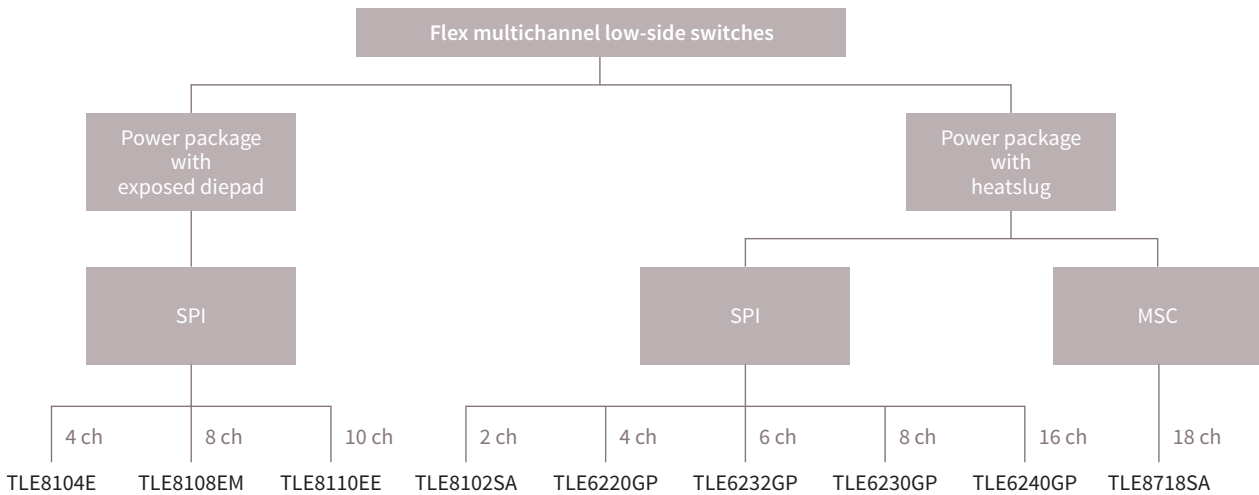 Flex multichannel low-side switches
Power package
with
exposed diepad
Power package
with
heatslug
SPI
SPI
MSC
4 ch
8 ch
10 ch
2 ch
4 ch
6 ch
8 ch
16 ch
18 ch
TLE8104E
TLE8108EM
TLE8110EE
TLE8102SA
TLE6220GP
TLE6232GP
TLE6230GP
TLE6240GP
TLE8718SA